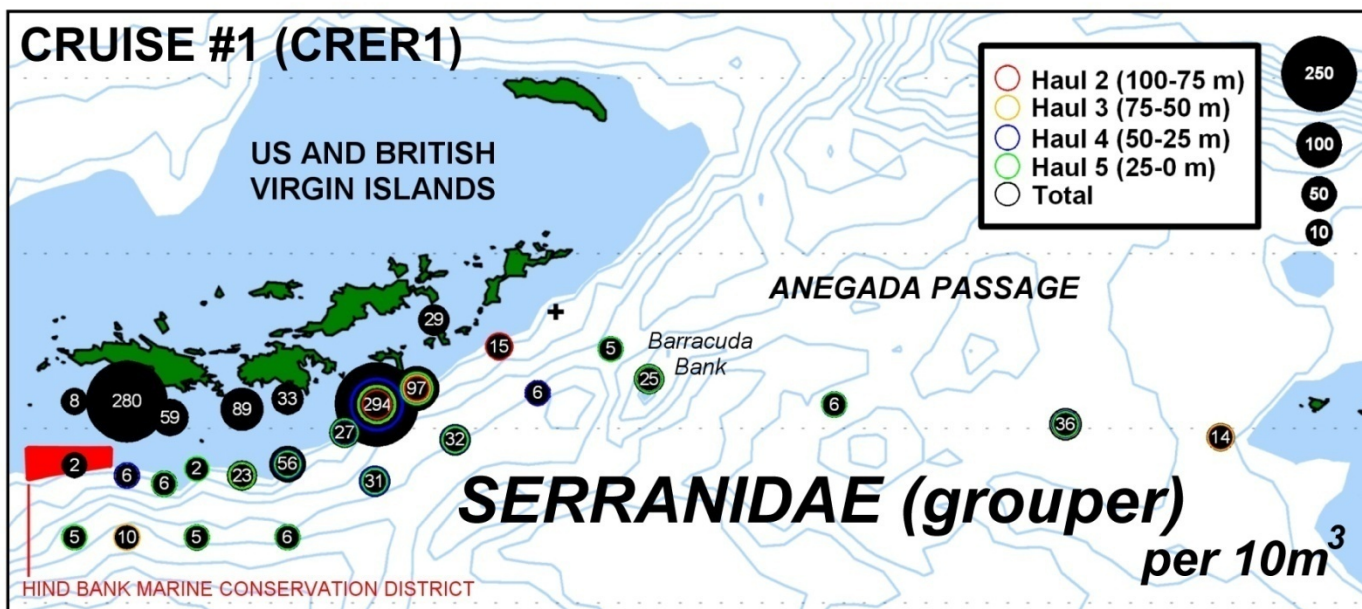 CRUISE #1 (CRER1)
Haul 2 (100-75 m)
Haul 3 (75-50 m)
Haul 4 (50-25 m)
Haul 5 (25-0 m)
Total
250
100
50
10
US AND BRITISH
VIRGIN ISLANDS
ANEGADA PASSAGE
29
15
5
Barracuda
Bank
25
6
8
280
59
89
33
294
97
27
32
6
36
14
2
6
6
2
23
56
31
SERRANIDAE (grouper)
per 10m³
5
10
5
6
HIND BANK MARINE CONSERVATION DISTRICT